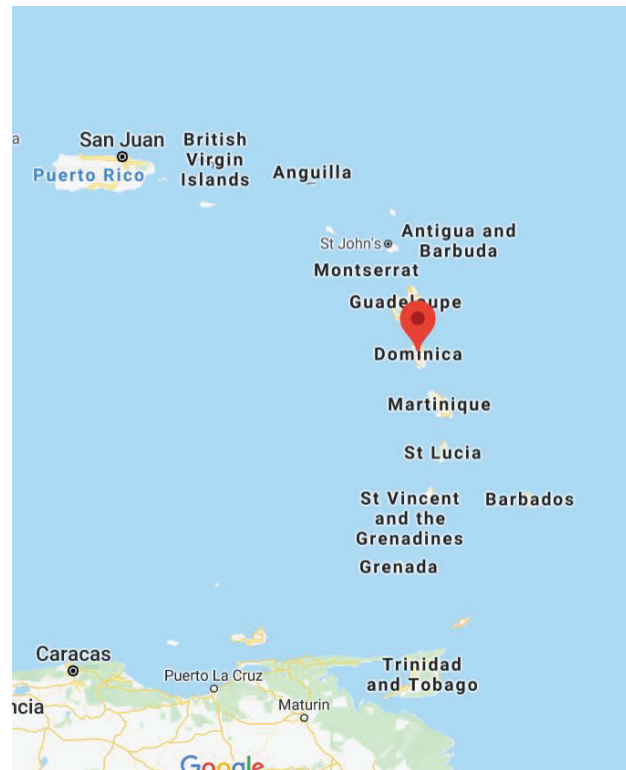 a
San Juan
Puerto Rico
British
Virgin
Islands
Anguilla
St John's
Antigua and
Barbuda
Montserrat
Guadeloupe
Dominica
Martinique
St Lucia
St Vincent
and the
Grenadines
Barbados
Grenada
Caracas
Puerto La Cruz
Trinidad
and Tobago
ncia
Maturin
Google